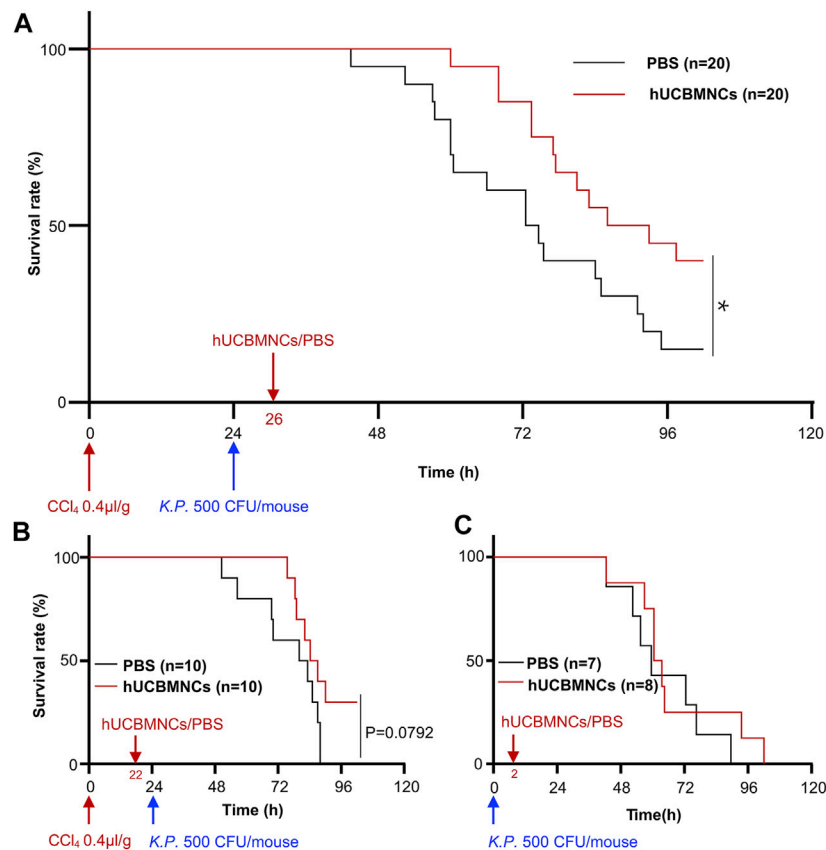 A
100
50
0
Survival rate (%)
PBS (n=20)
hUCBMNCs (n=20)
*
hUCBMNCs/PBS
26
0 24 48 72 96 120
Time (h)
CCl₄ 0.4µl/g
K.P. 500 CFU/mouse
B
100
50
0
Survival rate (%)
PBS (n=10)
hUCBMNCs (n=10)
P=0.0792
hUCBMNCs/PBS
22
0 24 48 72 96 120
Time (h)
CCl₄ 0.4µl/g
K.P. 500 CFU/mouse
C
100
50
0
PBS (n=7)
hUCBMNCs (n=8)
hUCBMNCs/PBS
2
0 24 48 72 96 120
Time(h)
K.P. 500 CFU/mouse